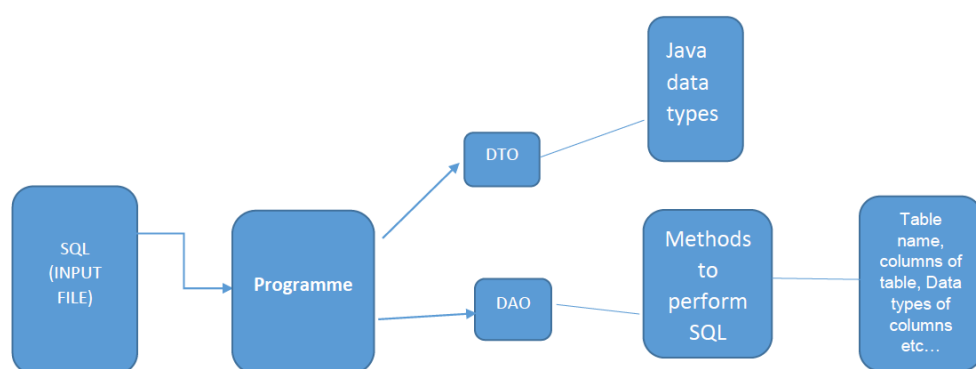 SQL
(INPUT
FILE)
Programme
DTO
Java
data
types
DAO
Methods
to
perform
SQL
Table
name,
columns of
table, Data
types of
columns
etc...